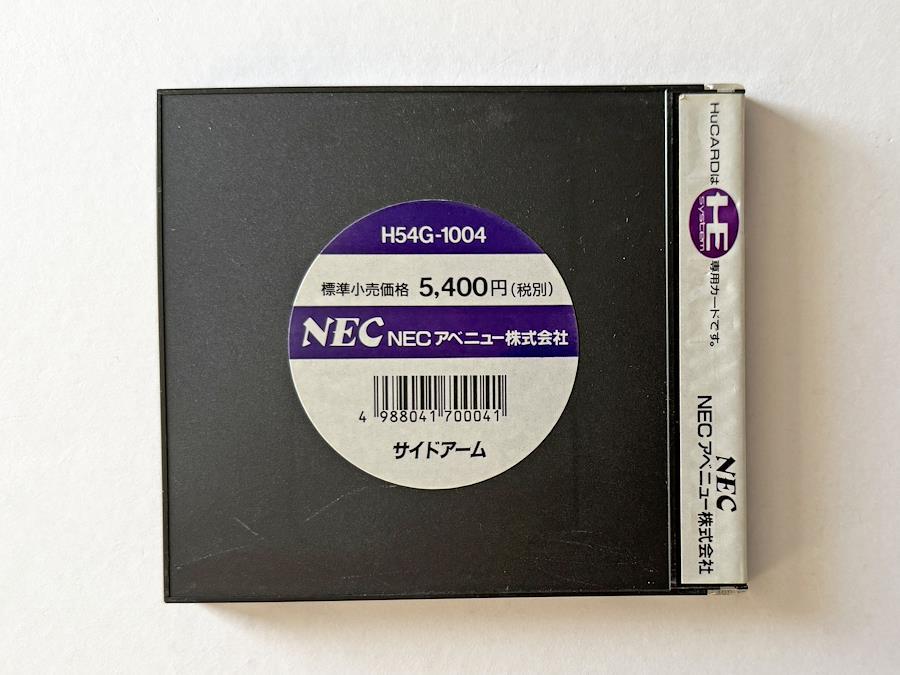 H54G-1004
標準小売価格 5,400円(税別)
NEC NECアベニュー株式会社
4 988041 700041
サイドアーム
HuCARDは HE SYSTEM 専用カードです。
NEC
NECアベニュー株式会社